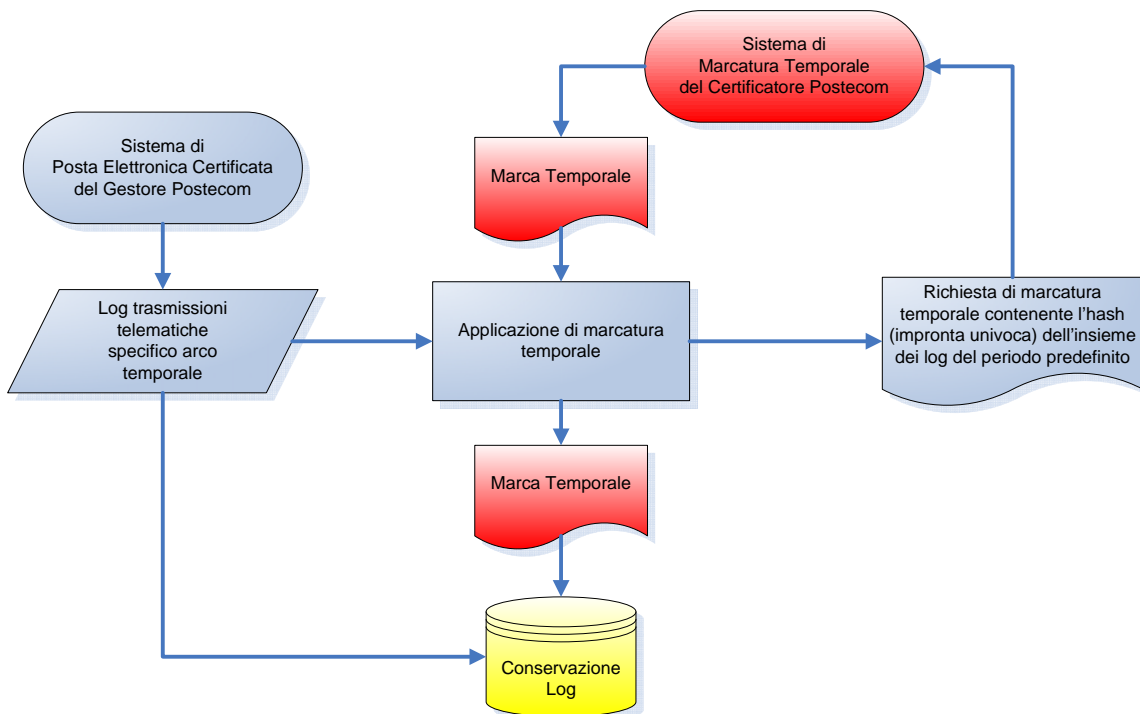 Sistema di
Marcatura Temporale
del Certificatore Postecom
Sistema di
Posta Elettronica Certificata
del Gestore Postecom
Marca Temporale
Log trasmissioni
telematiche
specifico arco
temporale
Applicazione di marcatura
temporale
Richiesta di marcatura
temporale contenente l'hash
(impronta univoca) dell'insieme
dei log del periodo predefinito
Marca Temporale
Conservazione
Log